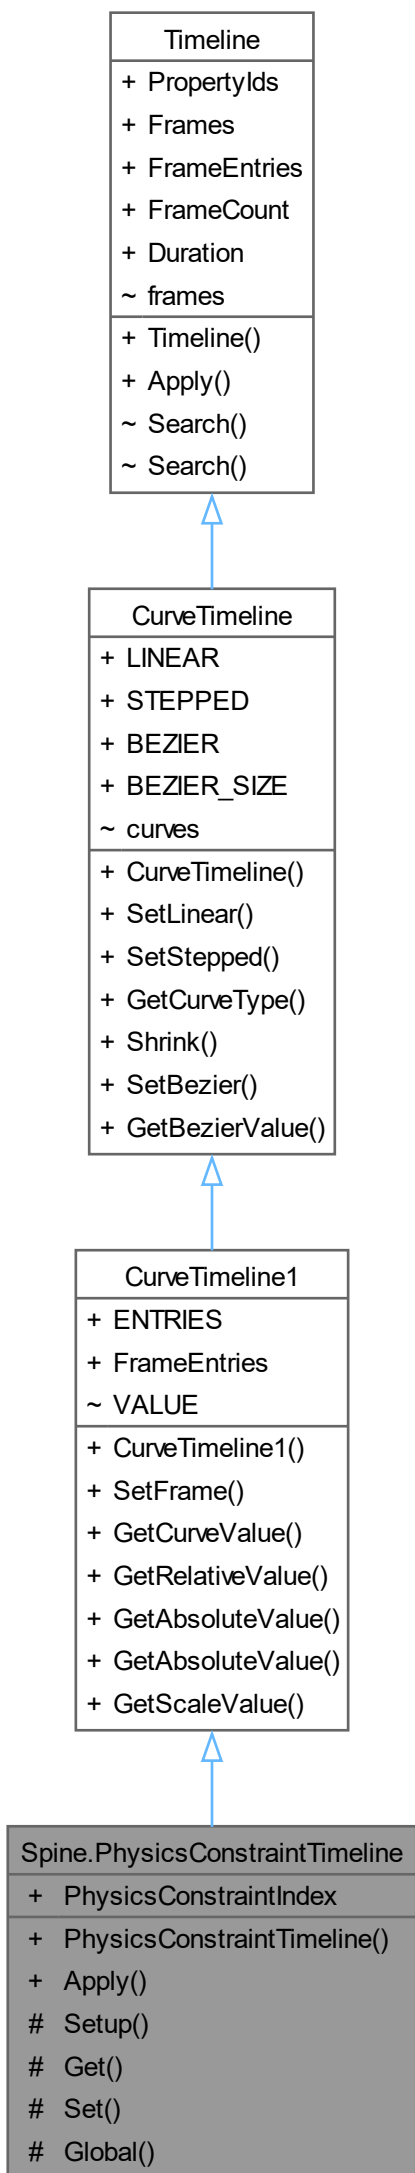 Timeline
+ PropertyIds
+ Frames
+ FrameEntries
+ FrameCount
+ Duration
~ frames
+ Timeline()
+ Apply()
~ Search()
~ Search()
CurveTimeline
+ LINEAR
+ STEPPED
+ BEZIER
+ BEZIER_SIZE
~ curves
+ CurveTimeline()
+ SetLinear()
+ SetStepped()
+ GetCurveType()
+ Shrink()
+ SetBezier()
+ GetBezierValue()
CurveTimeline1
+ ENTRIES
+ FrameEntries
~ VALUE
+ CurveTimeline1()
+ SetFrame()
+ GetCurveValue()
+ GetRelativeValue()
+ GetAbsoluteValue()
+ GetAbsoluteValue()
+ GetScaleValue()
Spine.PhysicsConstraintTimeline
+ PhysicsConstraintIndex
+ PhysicsConstraintTimeline()
+ Apply()
# Setup()
# Get()
# Set()
# Global()